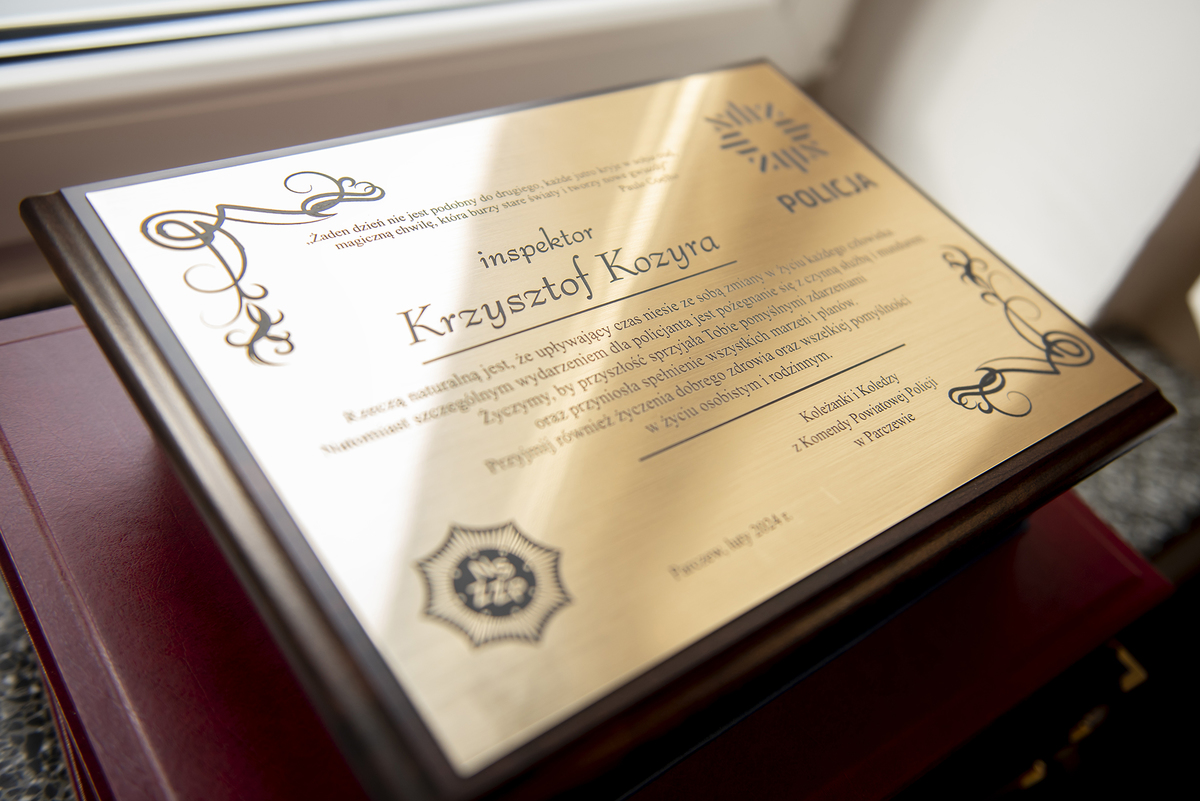 POLICJA
„Żaden dzień nie jest podobny do drugiego, każde jutro kryje w sobie swą
magiczną chwilę, która burzy stare światy i tworzy nowe gwiazdy"
Paulo Coelho
inspektor
Krzysztof Kozyra
Rzeczą naturalną jest, że upływający czas niesie ze sobą zmiany w życiu każdego człowieka.
Natomiast szczególnym wydarzeniem dla policjanta jest pożegnanie się z czynną służbą i mundurem.
Życzymy, by przyszłość sprzyjała Tobie pomyślnymi zdarzeniami
oraz przyniosła spełnienie wszystkich marzeń i planów.
Przyjmij również życzenia dobrego zdrowia oraz wszelkiej pomyślności
w życiu osobistym i rodzinnym.
Koleżanki i Koledzy
z Komendy Powiatowej Policji
w Parczewie
Parczew, luty 2024 r.